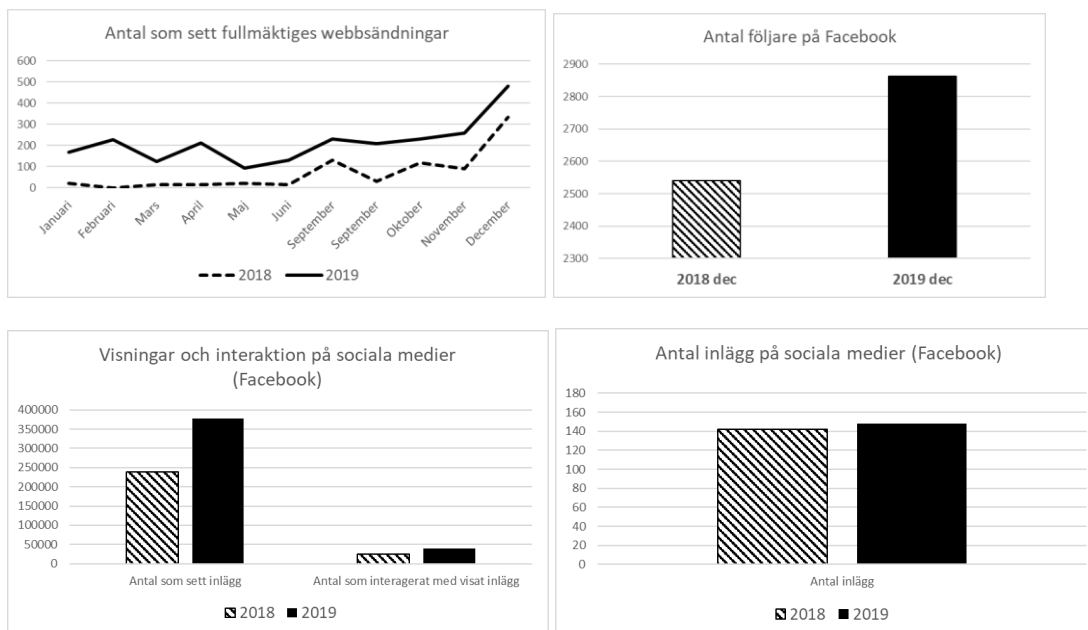 Antal som sett fullmäktiges webbsändningar
600
500
400
300
200
100
0
Januari
Februari
Mars
April
Maj
Juni
September
September
Oktober
November
December
2018
2019
Antal följare på Facebook
2900
2800
2700
2600
2500
2400
2300
2018 dec
2019 dec
Visningar och interaktion på sociala medier
(Facebook)
400000
350000
300000
250000
200000
150000
100000
50000
0
Antal som sett inlägg
Antal som interagerat med visat inlägg
2018
2019
Antal inlägg på sociala medier (Facebook)
180
160
140
120
100
80
60
40
20
0
Antal inlägg
2018
2019